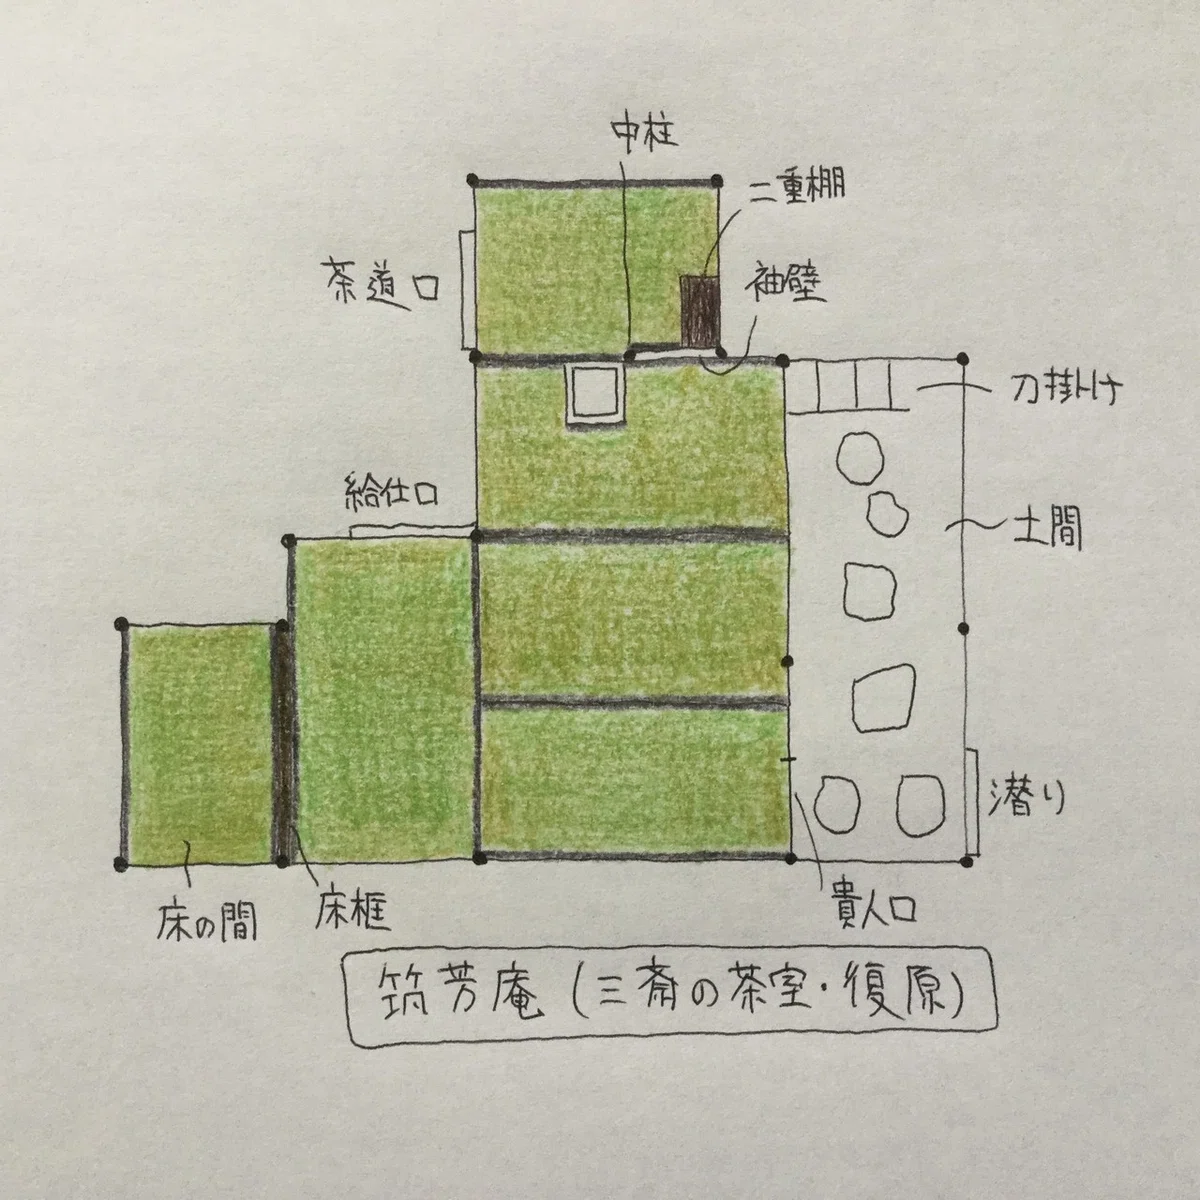 中柱
二重棚
茶道口
袖壁
刀掛け
給仕口
土間
潜り
床の間
床框
貴人口
筑芳庵(三斎の茶室・復原)